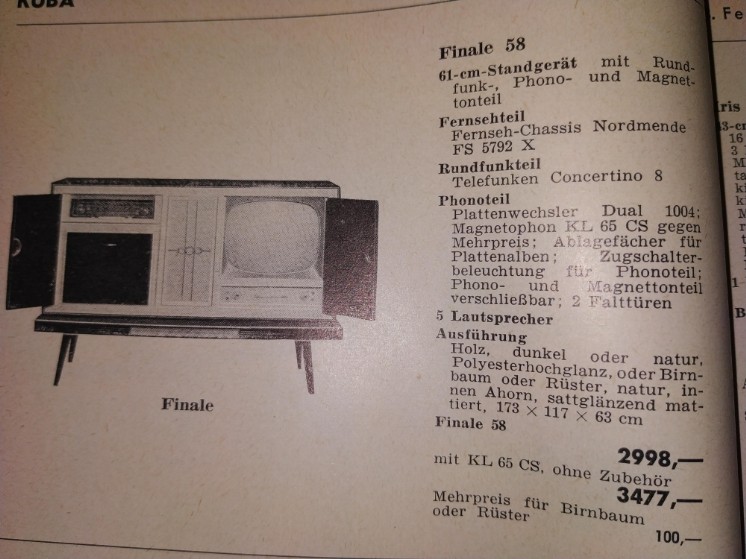 KUBA
Finale 58
61-cm-Standgerät mit Rund-
funk-, Phono- und Magnet-
tonteil
Fernsehteil
Fernseh-Chassis Nordmende
FS 5792 X
Rundfunkteil
Telefunken Concertino 8
Phonoteil
Plattenwechsler Dual 1004;
Magnetophon KL 65 CS gegen
Mehrpreis; Ablagefächer für
Plattenalben; Zugschalter-
beleuchtung für Phonoteil;
Phono- und Magnettonteil
verschließbar; 2 Falttüren
5 Lautsprecher
Ausführung
Holz, dunkel oder natur,
Polyesterhochglanz, oder Birn-
baum oder Rüster, natur, in-
nen Ahorn, sattglänzend mat-
tiert, 173 × 117 × 63 cm
Finale 58
2998,—
mit KL 65 CS, ohne Zubehör
3477,—
Mehrpreis für Birnbaum
oder Rüster
100,—
Finale
. Fe